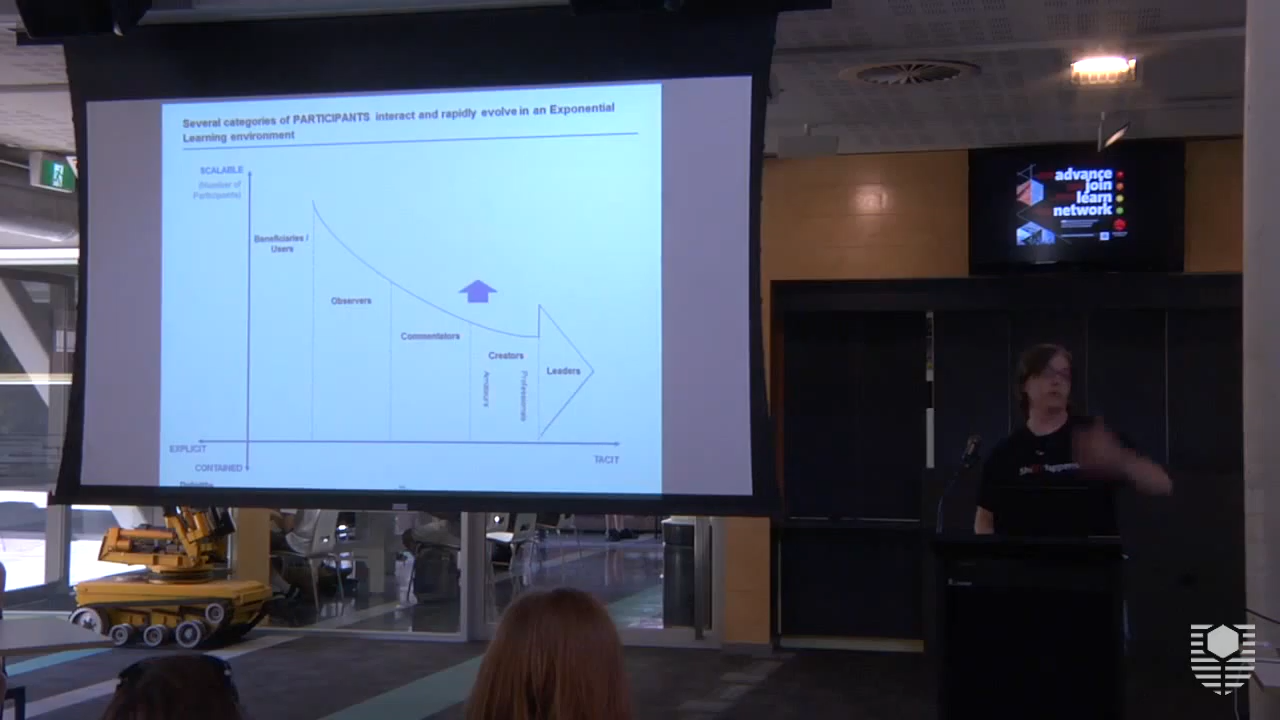 Several categories of PARTICIPANTS interact and rapidly evolve in an Exponential
Learning environment
SCALABLE
(Number of
Participants)
Beneficiaries /
Users
Observers
Commentators
Creators
Amateurs
Professionals
Leaders
EXPLICIT
TACIT
CONTAINED
advance
join
learn
network